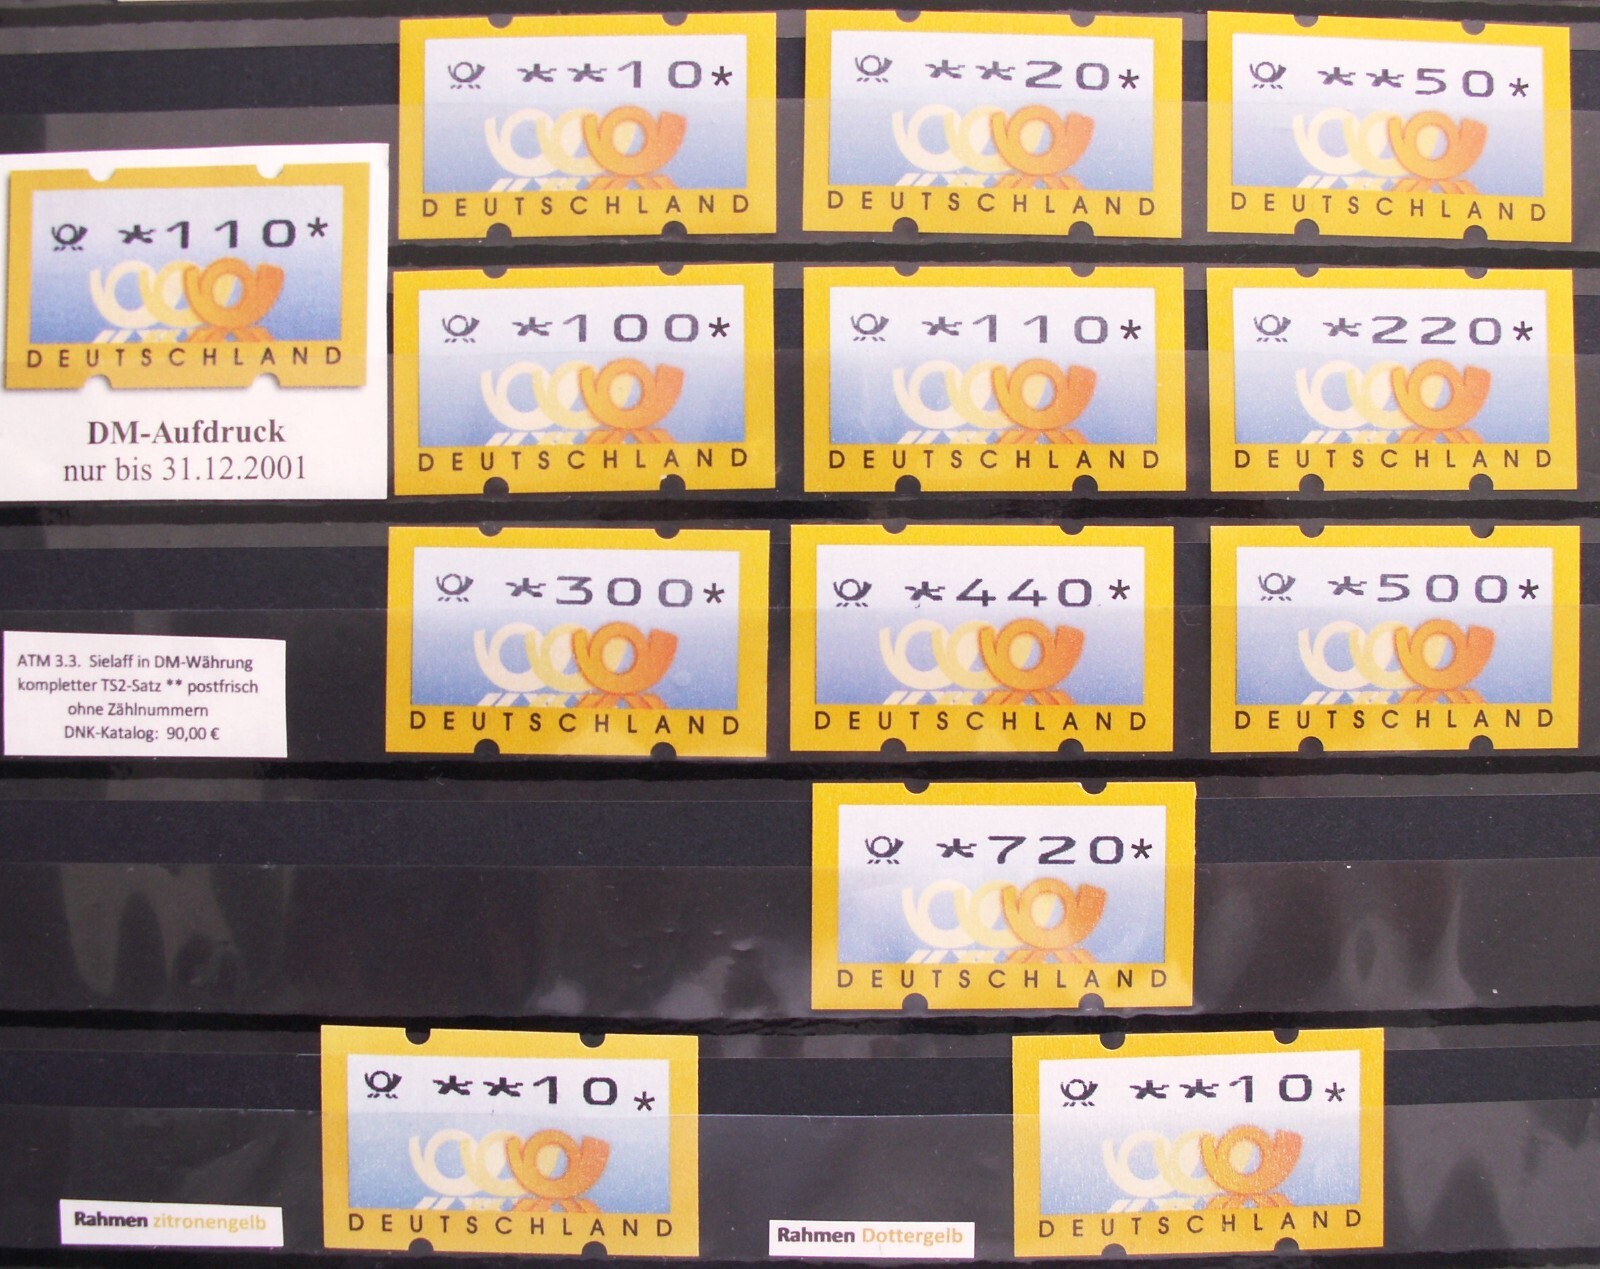 **10*
DEUTSCHLAND
**20*
DEUTSCHLAND
**50*
DEUTSCHLAND
*110*
DEUTSCHLAND
DM-Aufdruck
nur bis 31.12.2001
*100*
DEUTSCHLAND
*110*
DEUTSCHLAND
*220*
DEUTSCHLAND
*300*
DEUTSCHLAND
*440*
DEUTSCHLAND
*500*
DEUTSCHLAND
ATM 3.3. Sielaff in DM-Währung
kompletter TS2-Satz ** postfrisch
ohne Zählnummern
DNK-Katalog: 90,00 €
*720*
DEUTSCHLAND
**10*
DEUTSCHLAND
Rahmen zitronengelb
**10*
DEUTSCHLAND
Rahmen Dottergelb